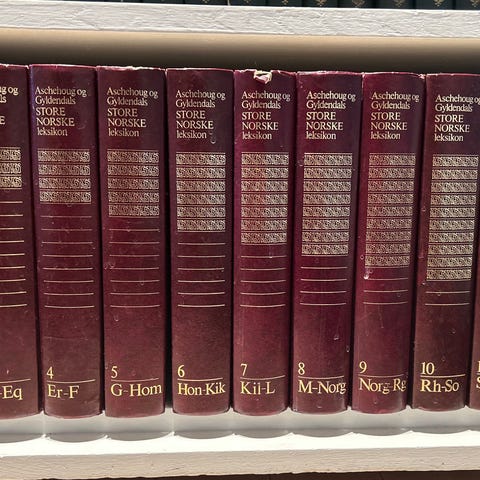 -Eq
Aschehoug og
Gyldendals
STORE
NORSKE
leksikon
4
Er-F
Aschehoug og
Gyldendals
STORE
NORSKE
leksikon
5
G-Hom
Aschehoug og
Gyldendals
STORE
NORSKE
leksikon
6
Hon-Kik
Aschehoug og
Gyldendals
STORE
NORSKE
leksikon
7
Kil-L
Aschehoug og
Gyldendals
STORE
NORSKE
leksikon
8
M-Norg
Aschehoug og
Gyldendals
STORE
NORSKE
leksikon
9
Norg-Rg
Aschehoug og
Gyldendals
STORE
NORSKE
leksikon
10
Rh-So